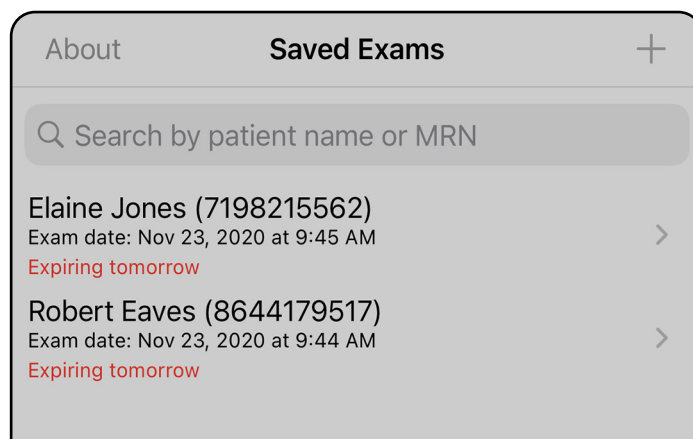 About Saved Exams +
Search by patient name or MRN
Elaine Jones (7198215562)
Exam date: Nov 23, 2020 at 9:45 AM
Expiring tomorrow
Robert Eaves (8644179517)
Exam date: Nov 23, 2020 at 9:44 AM
Expiring tomorrow